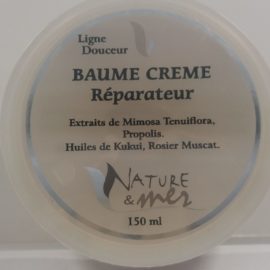 Ligne
Douceur
BAUME CREME
Réparateur
Extraits de Mimosa Tenuiflora,
Propolis.
Huiles de Kukui, Rosier Muscat.
NATURE
& mer
150 ml